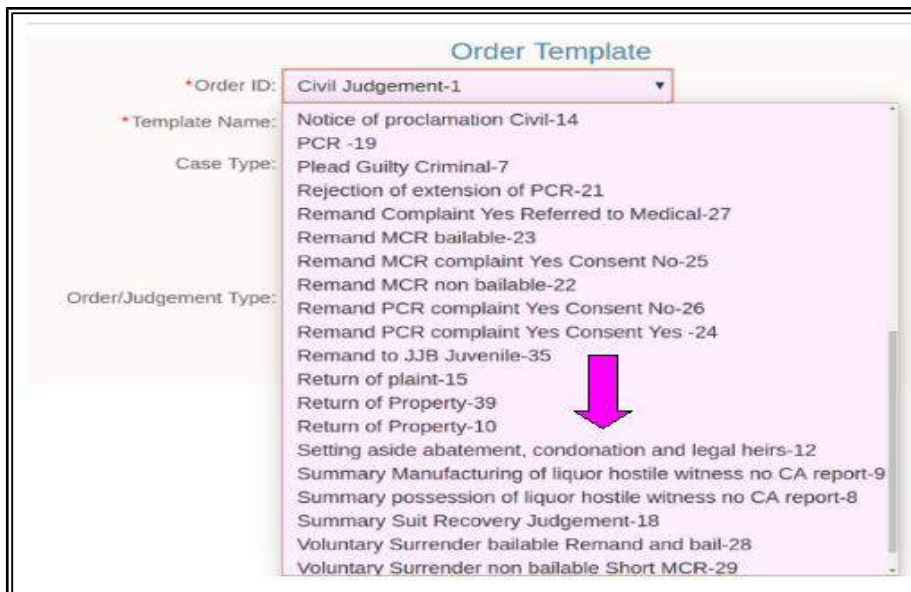 Order Template
*Order ID: Civil Judgement-1
*Template Name:
Case Type:
Order/Judgement Type:
Notice of proclamation Civil-14
PCR -19
Plead Guilty Criminal-7
Rejection of extension of PCR-21
Remand Complaint Yes Referred to Medical-27
Remand MCR bailable-23
Remand MCR complaint Yes Consent No-25
Remand MCR non bailable-22
Remand PCR complaint Yes Consent No-26
Remand PCR complaint Yes Consent Yes -24
Remand to JJB Juvenile-35
Return of plaint-15
Return of Property-39
Return of Property-10
Setting aside abatement, condonation and legal heirs-12
Summary Manufacturing of liquor hostile witness no CA report-9
Summary possession of liquor hostile witness no CA report-8
Summary Suit Recovery Judgement-18
Voluntary Surrender bailable Remand and bail-28
Voluntary Surrender non bailable Short MCR-29